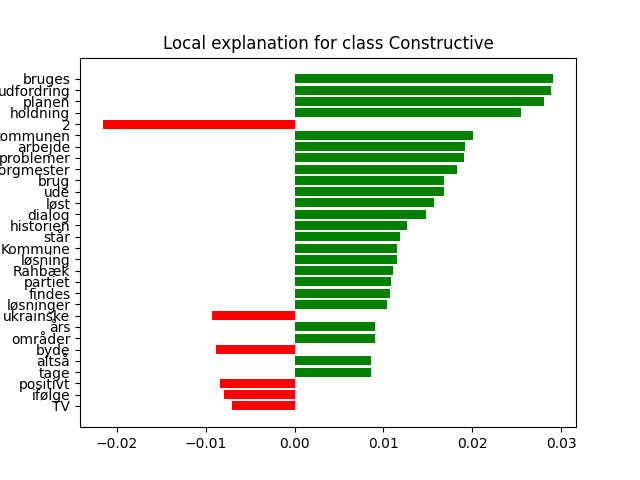 Local explanation for class Constructive
bruges
udfordring
planen
holdning
2
ommunen
arbejde
problemer
orgmester
brug
ude
løst
dialog
historien
står
Kommune
løsning
Rahbæk
partiet
findes
løsninger
ukrainske
års
områder
byde
altså
tage
positivt
ifølge
TV
−0.02 −0.01 0.00 0.01 0.02 0.03